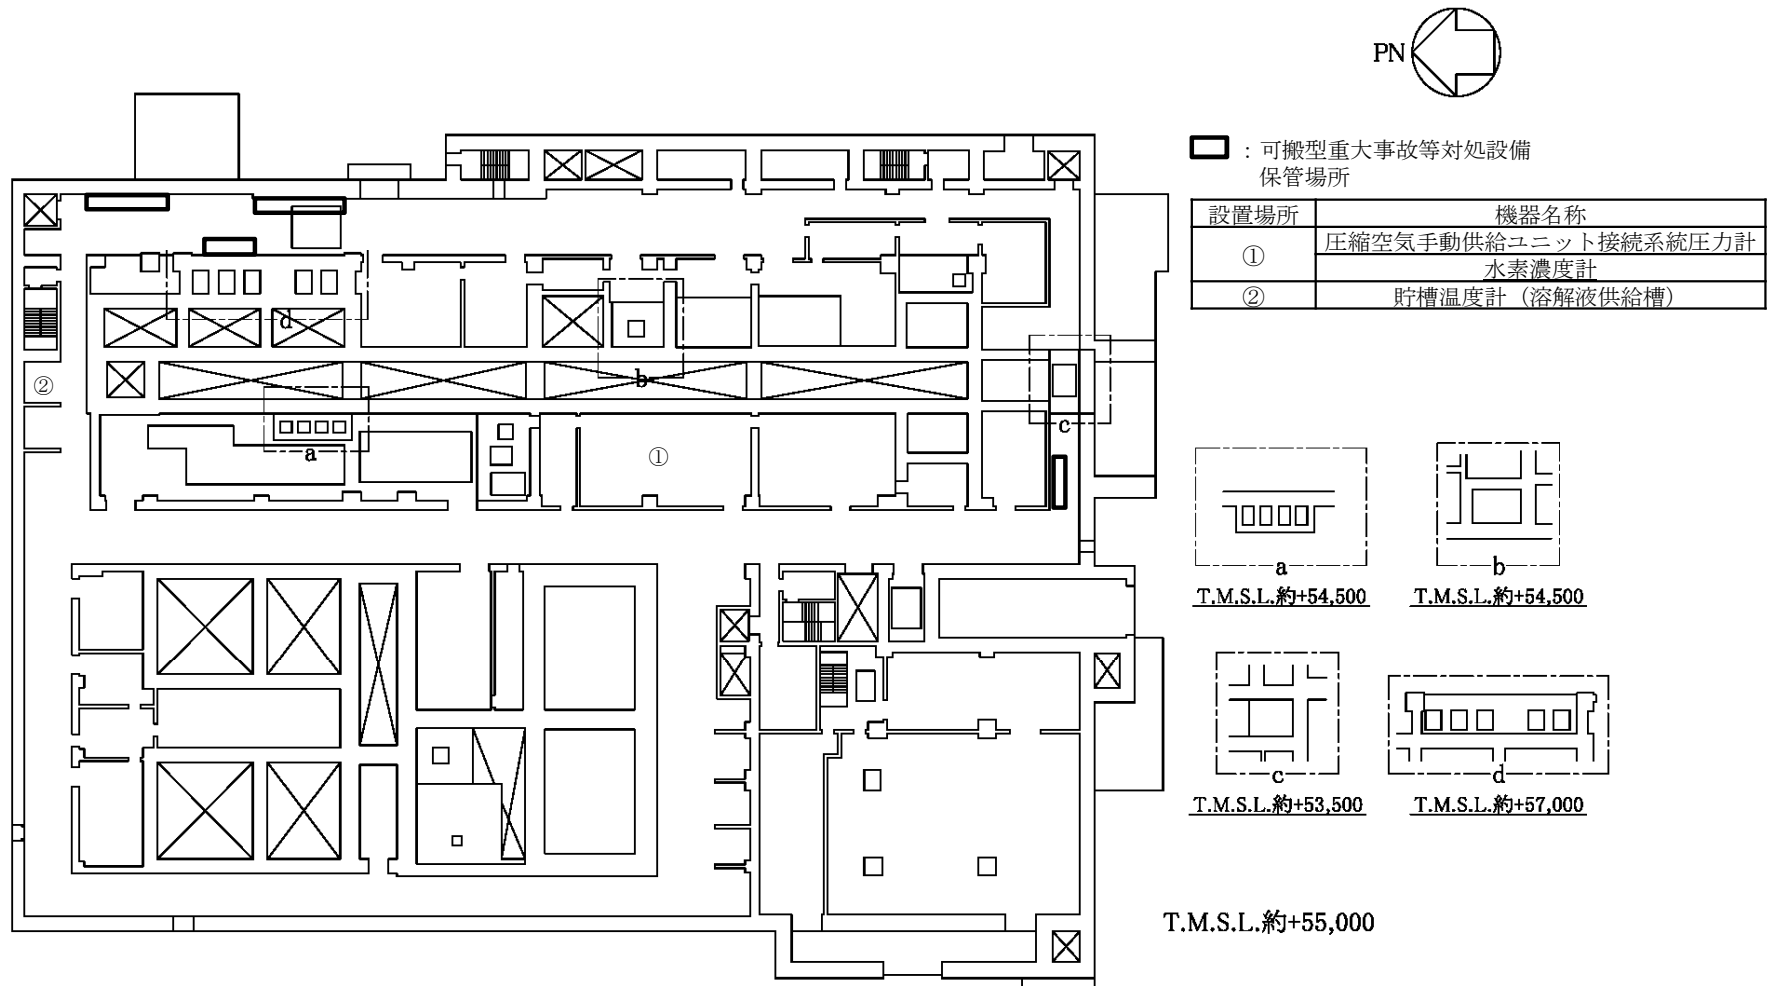 PN
：可搬型重大事故等対処設備
保管場所
設置場所 機器名称
① 圧縮空気手動供給ユニット接続系統圧力計
水素濃度計
② 貯槽温度計（溶解液供給槽）
d
b
②
c
a
①
a
T.M.S.L.約+54,500
b
T.M.S.L.約+54,500
c
T.M.S.L.約+53,500
d
T.M.S.L.約+57,000
T.M.S.L.約+55,000